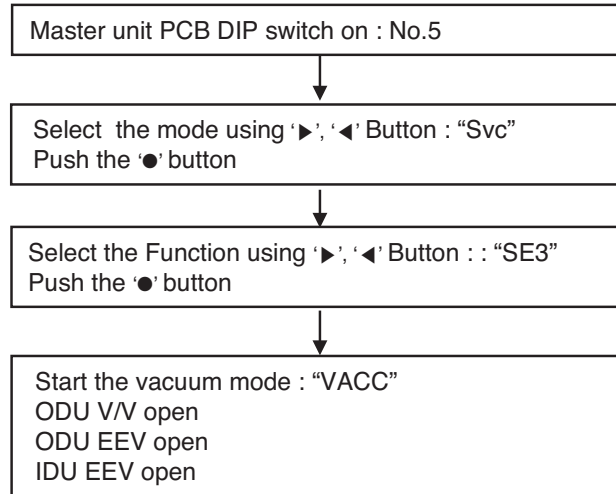 Master unit PCB DIP switch on : No.5
Select the mode using ‘▶’, ‘◀’ Button : “Svc”
Push the ‘●’ button
Select the Function using ‘▶’, ‘◀’ Button : : “SE3”
Push the ‘●’ button
Start the vacuum mode : “VACC”
ODU V/V open
ODU EEV open
IDU EEV open